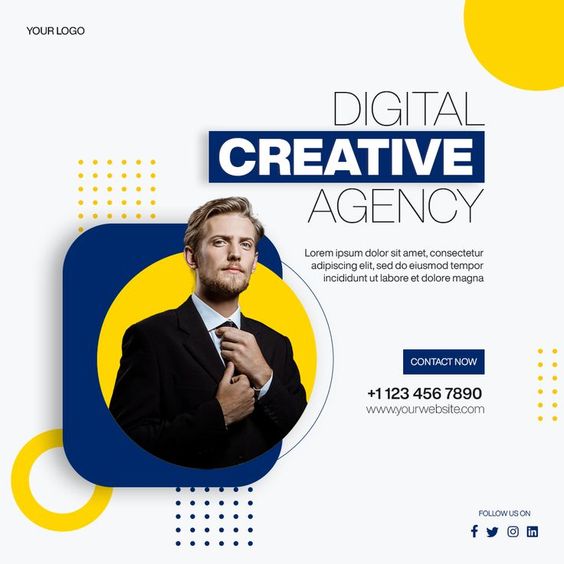 YOUR LOGO
DIGITAL
CREATIVE
AGENCY
Lorem ipsum dolor sit amet, consectetur
adipiscing elit, sed do eiusmod tempor
incididunt ut labore et dolore magna
CONTACT NOW
+1 123 456 7890
www.yourwebsite.com
FOLLOW US ON